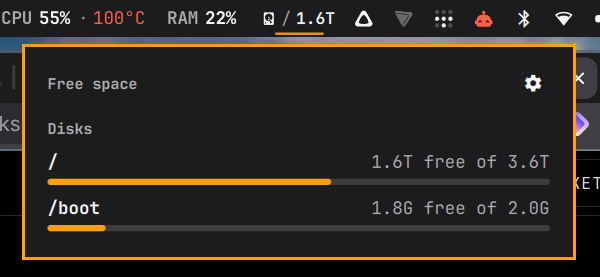 CPU 55% · 100°C RAM 22% / 1.6T
Free space
Disks
/ 1.6T free of 3.6T
/boot 1.8G free of 2.0G